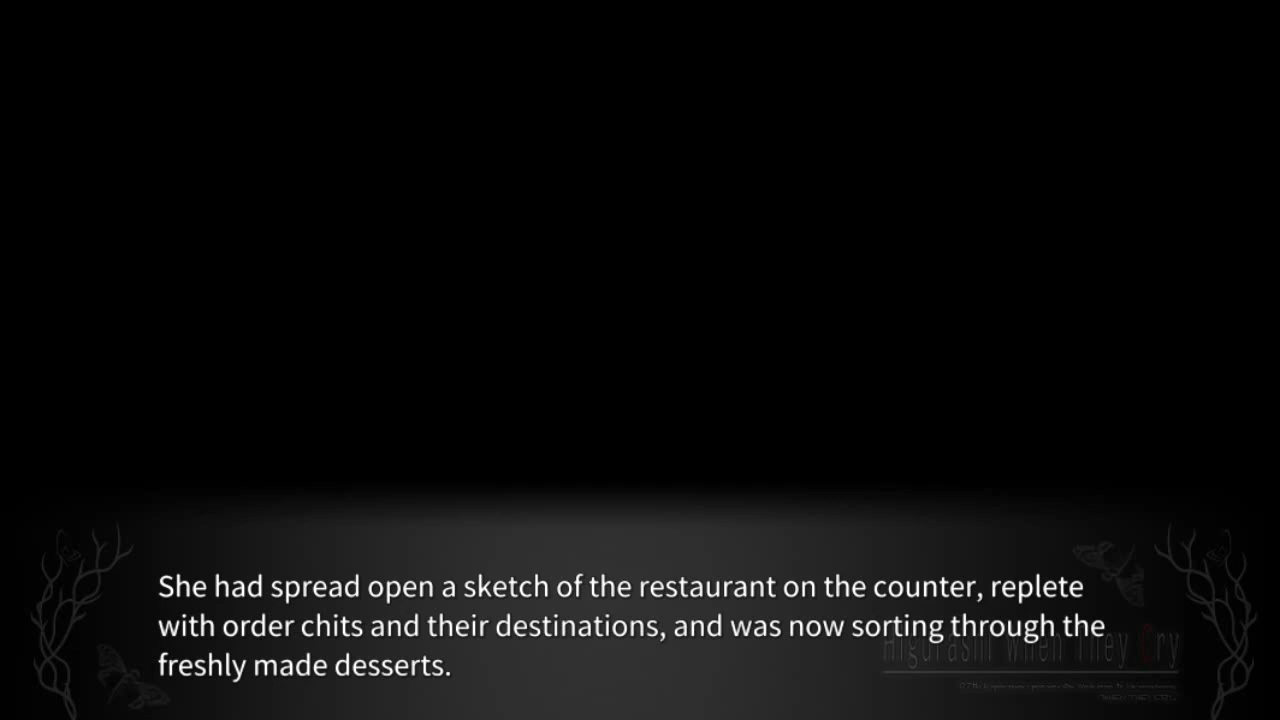 She had spread open a sketch of the restaurant on the counter, replete
with order chits and their destinations, and was now sorting through the
freshly made desserts.
Higurashi When They Cry